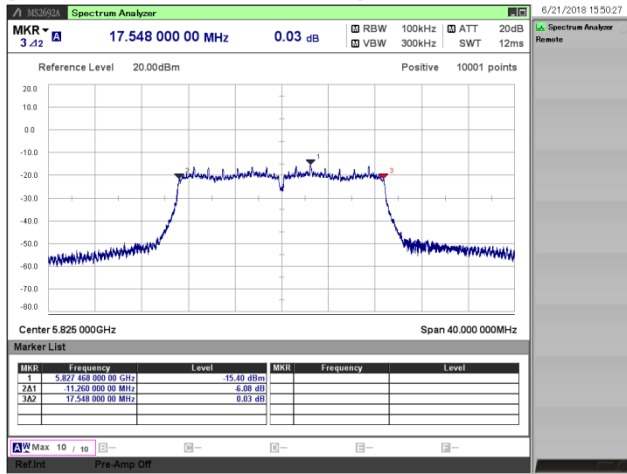 MS2692A Spectrum Analyzer
6/21/2018 15:50:27
MKR 3 Δ2 A 17.548 000 00 MHz 0.03 dB
M RBW 100kHz M ATT 20dB
M VBW 300kHz SWT 12ms
Spectrum Analyzer
Remote
Reference Level 20.00dBm Positive 10001 points
20.0
10.0
0.0
-10.0
-20.0
-30.0
-40.0
-50.0
-60.0
-70.0
-80.0
1
2
3
Center 5.825 000GHz Span 40.000 000MHz
Marker List
MKR Frequency Level MKR Frequency Level
1 5.827 468 000 00 GHz -15.40 dBm
2Δ1 -11.260 000 00 MHz -6.08 dB
3Δ2 17.548 000 00 MHz 0.03 dB
A W Max 10 / 10 B-- C-- D-- E-- F--
Ref.Int Pre-Amp Off